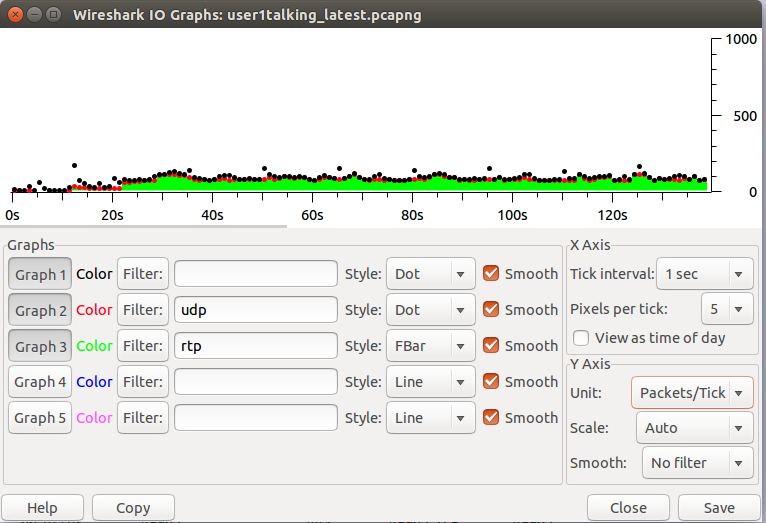 Wireshark IO Graphs: user1talking_latest.pcapng
1000
500
0
0s 20s 40s 60s 80s 100s 120s
Graphs
Graph 1 Color Filter: Style: Dot Smooth
Graph 2 Color Filter: udp Style: Dot Smooth
Graph 3 Color Filter: rtp Style: FBar Smooth
Graph 4 Color Filter: Style: Line Smooth
Graph 5 Color Filter: Style: Line Smooth
X Axis
Tick interval: 1 sec
Pixels per tick: 5
View as time of day
Y Axis
Unit: Packets/Tick
Scale: Auto
Smooth: No filter
Help Copy Close Save